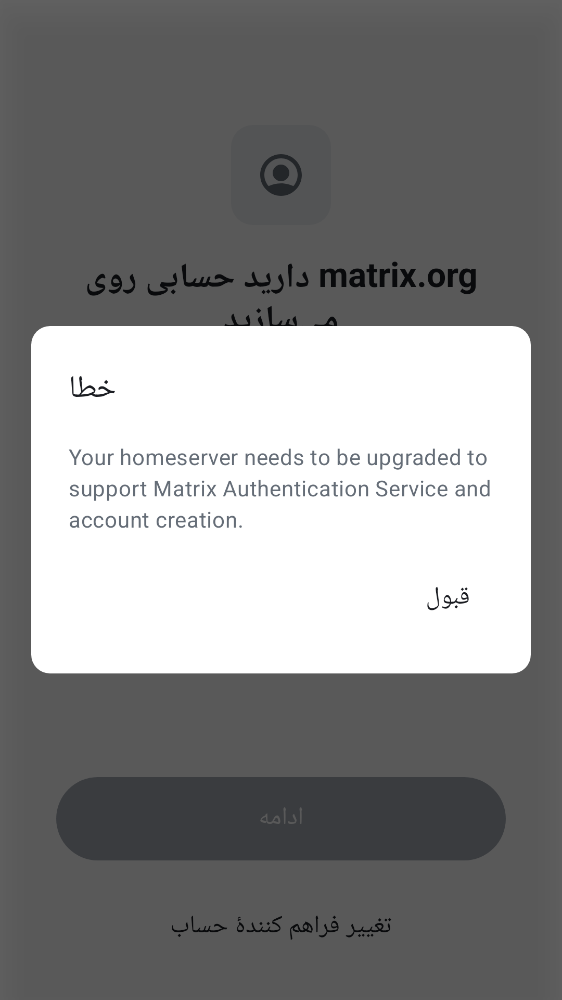 دارید حسابی روی matrix.org
می‌سازید
خطا
Your homeserver needs to be upgraded to
support Matrix Authentication Service and
account creation.
قبول
ادامه
تغییر فراهم کنندهٔ حساب